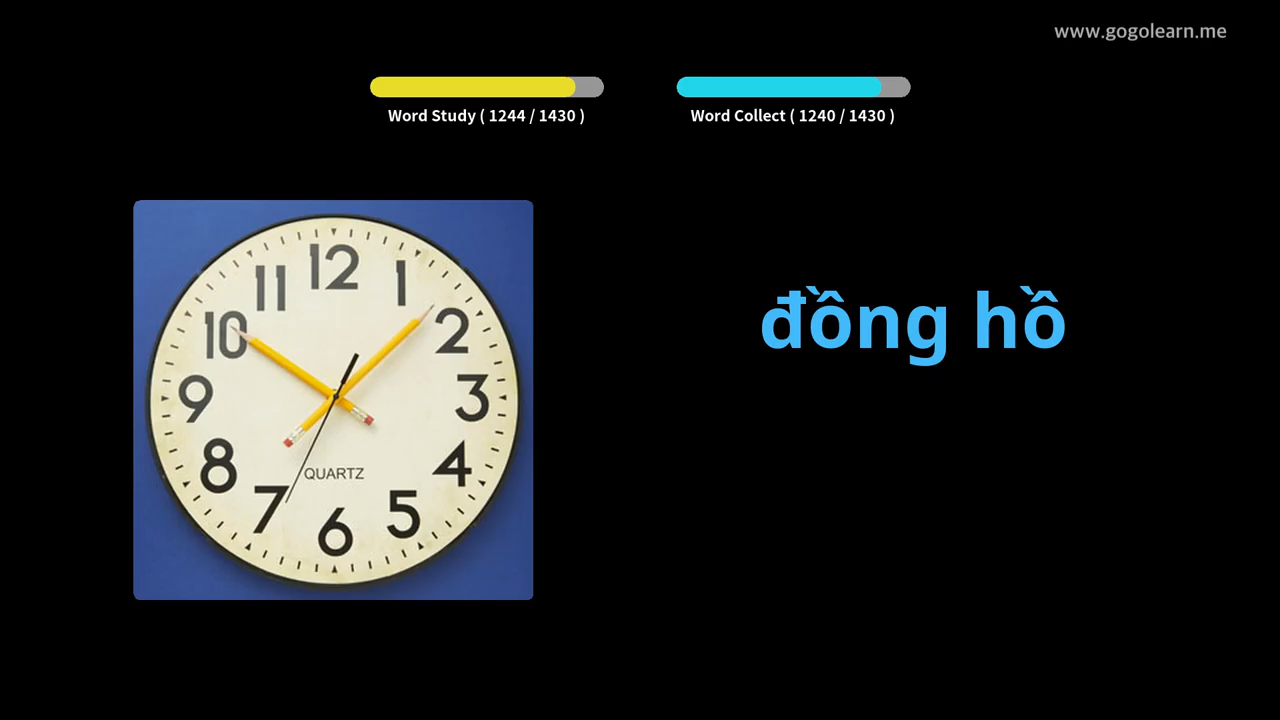 www.gogolearn.me
Word Study ( 1244 / 1430 )
Word Collect ( 1240 / 1430 )
12
11
1
10
2
9
3
8
4
7
5
6
QUARTZ
đồng hồ